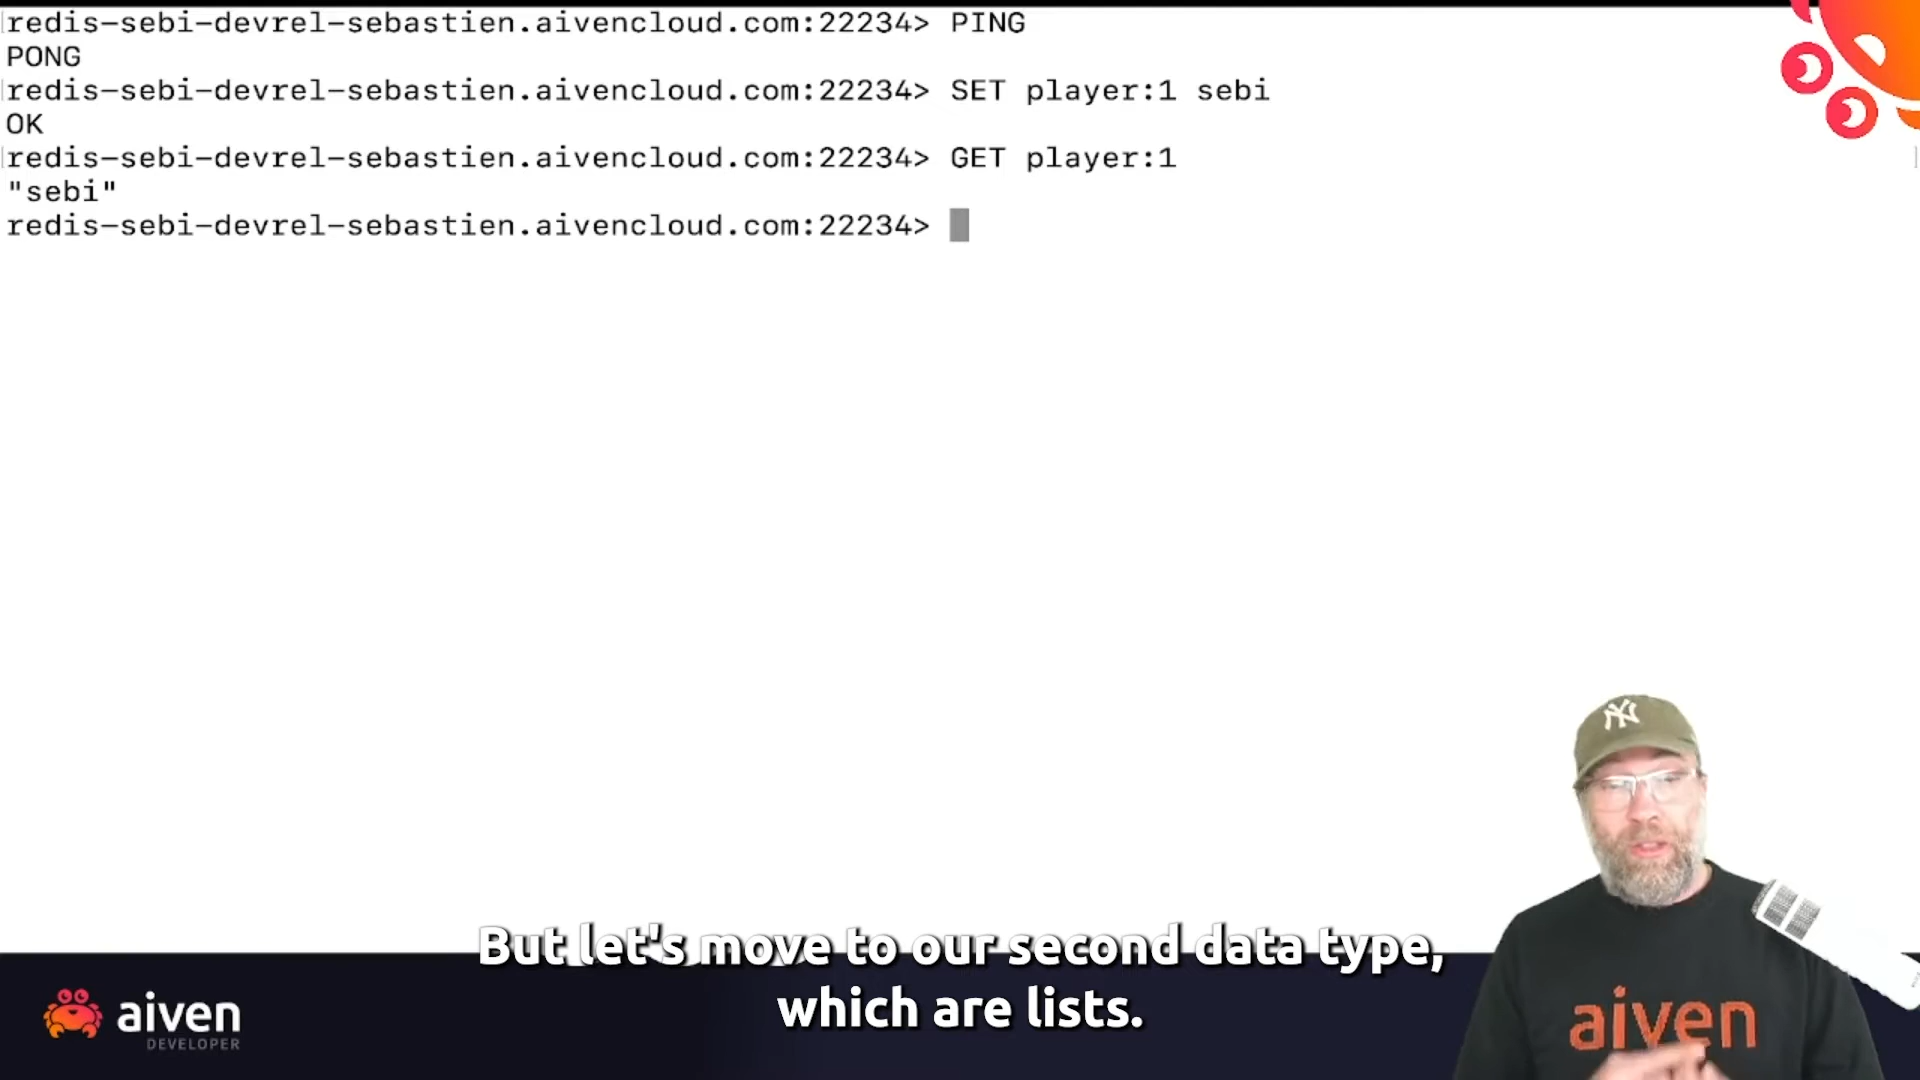 redis-sebi-devrel-sebastien.aivencloud.com:22234> PING
PONG
redis-sebi-devrel-sebastien.aivencloud.com:22234> SET player:1 sebi
OK
redis-sebi-devrel-sebastien.aivencloud.com:22234> GET player:1
"sebi"
redis-sebi-devrel-sebastien.aivencloud.com:22234>
NY
But let's move to our second data type,
which are lists.
aiven
DEVELOPER
aiven